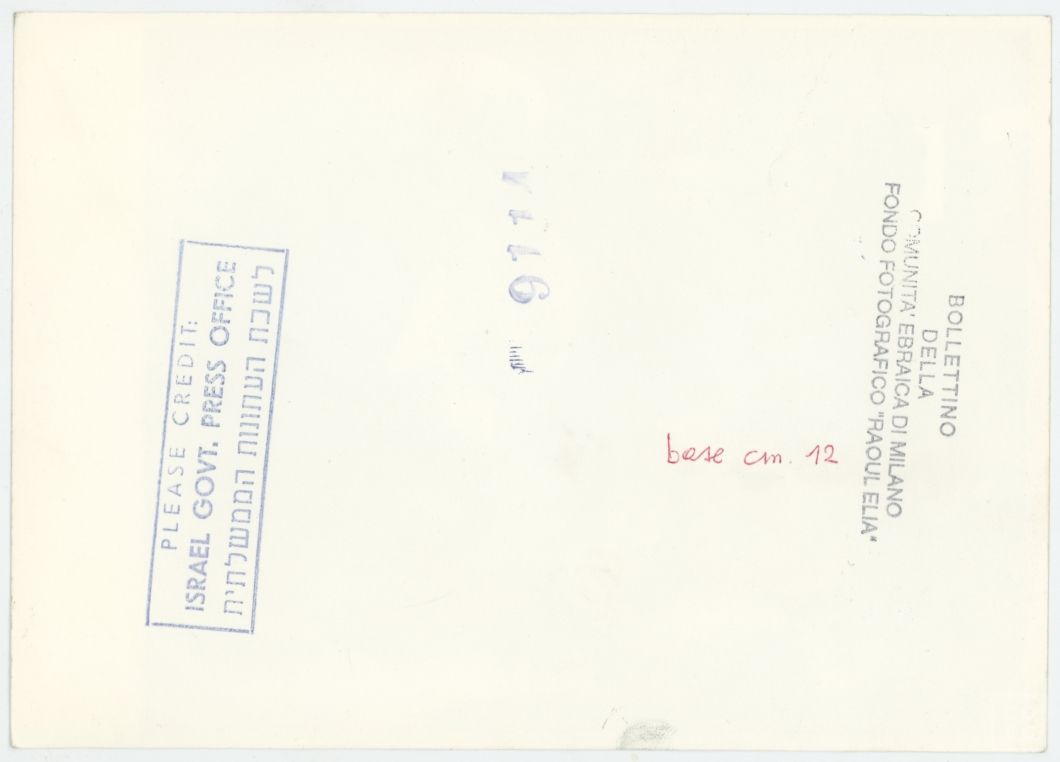 PLEASE CREDIT:
ISRAEL GOVT. PRESS OFFICE
לשכת העתונות הממשלתית
base cm. 12
BOLLETTINO
DELLA
COMUNITA' EBRAICA DI MILANO
FONDO FOTOGRAFICO "RAOUL ELIA"